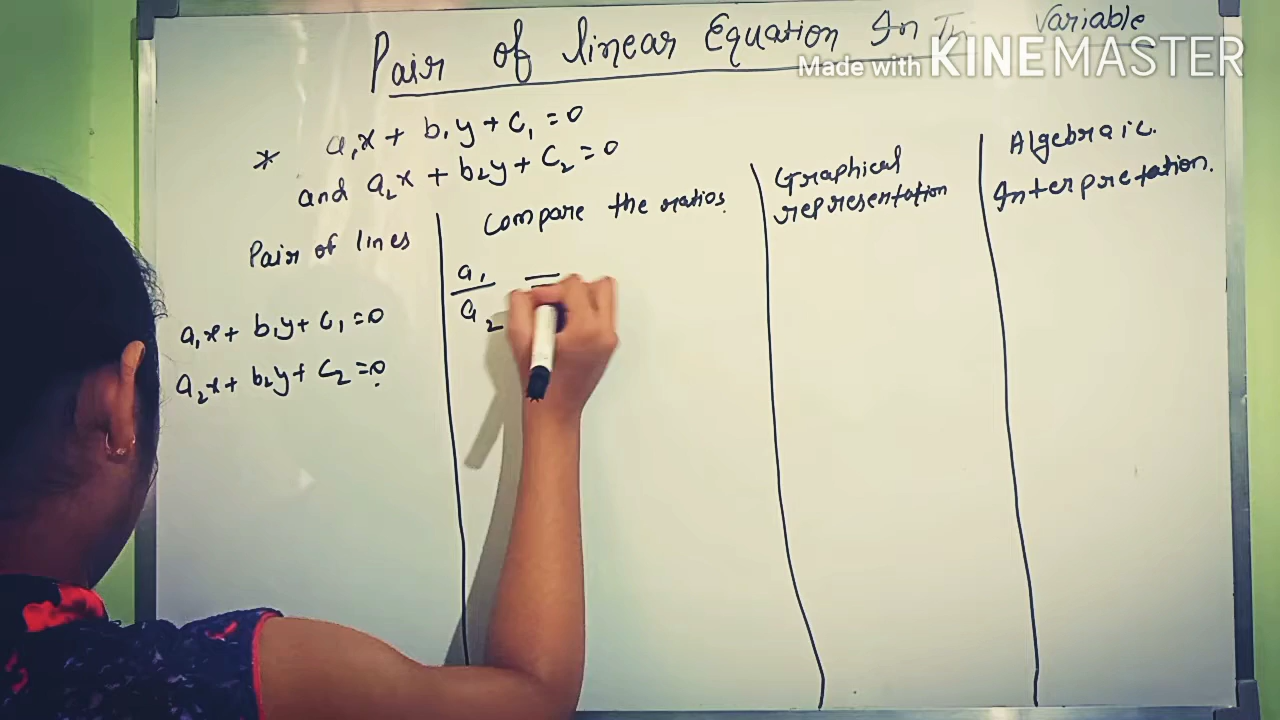 Pair of linear Equation In Variable
Made with KINEMASTER
* a₁x + b₁y + c₁ = 0
and a₂x + b₂y + c₂ = 0
Pair of lines
Compare the ratios.
Graphical
representation
Algebraic.
Interpretation.
a₁x + b₁y + c₁ = 0
a₂x + b₂y + c₂ = 0
a₁
a₂ =